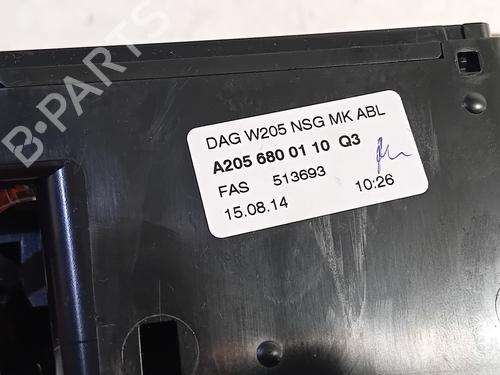 DAG W205 NSG MK ABL
A205 680 01 10 Q3
FAS 513693
15.08.14 10:26
B-PARTS